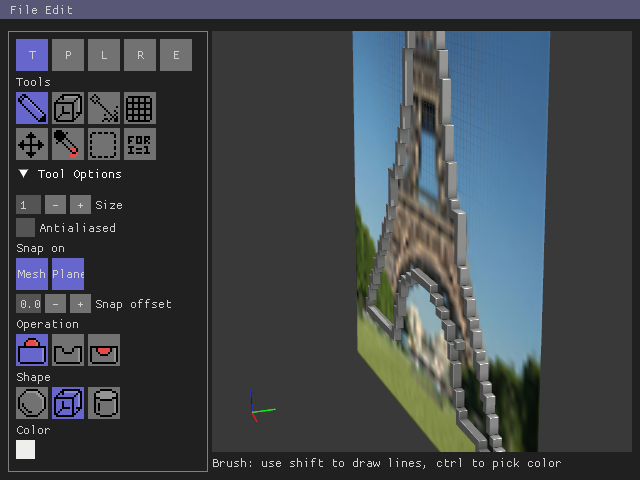 File Edit
T P L R E
Tools
FOR
I=1
▼ Tool Options
1 - + Size
Antialiased
Snap on
Mesh Plane
0.0 - + Snap offset
Operation
Shape
Color
Brush: use shift to draw lines, ctrl to pick color